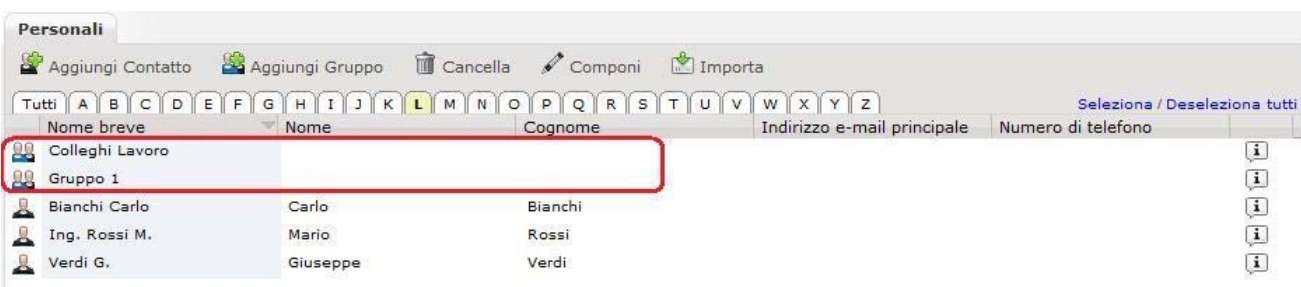 Personali
Aggiungi Contatto Aggiungi Gruppo Cancella Componi Importa
Tutti A B C D E F G H I J K L M N O P Q R S T U V W X Y Z Seleziona / Deseleziona tutti
Nome breve Nome Cognome Indirizzo e-mail principale Numero di telefono
Colleghi Lavoro i
Gruppo 1 i
Bianchi Carlo Carlo Bianchi i
Ing. Rossi M. Mario Rossi i
Verdi G. Giuseppe Verdi i